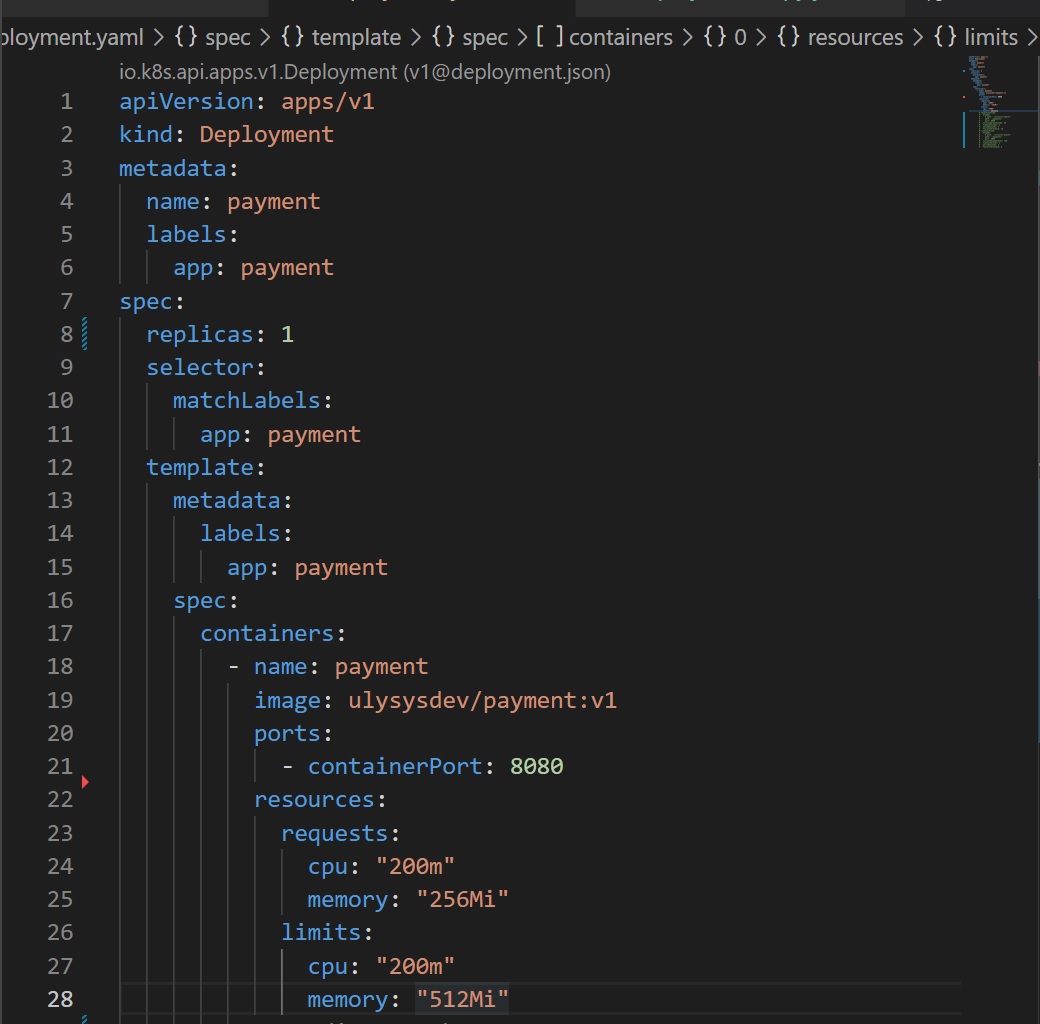 ployment.yaml > {} spec > {} template > {} spec > [ ] containers > {} 0 > {} resources > {} limits >
io.k8s.api.apps.v1.Deployment (v1@deployment.json)
1 apiVersion: apps/v1
2 kind: Deployment
3 metadata:
4   name: payment
5   labels:
6     app: payment
7 spec:
8   replicas: 1
9   selector:
10     matchLabels:
11       app: payment
12   template:
13     metadata:
14       labels:
15         app: payment
16     spec:
17       containers:
18         - name: payment
19           image: ulysysdev/payment:v1
20           ports:
21             - containerPort: 8080
22           resources:
23             requests:
24               cpu: "200m"
25               memory: "256Mi"
26             limits:
27               cpu: "200m"
28               memory: "512Mi"